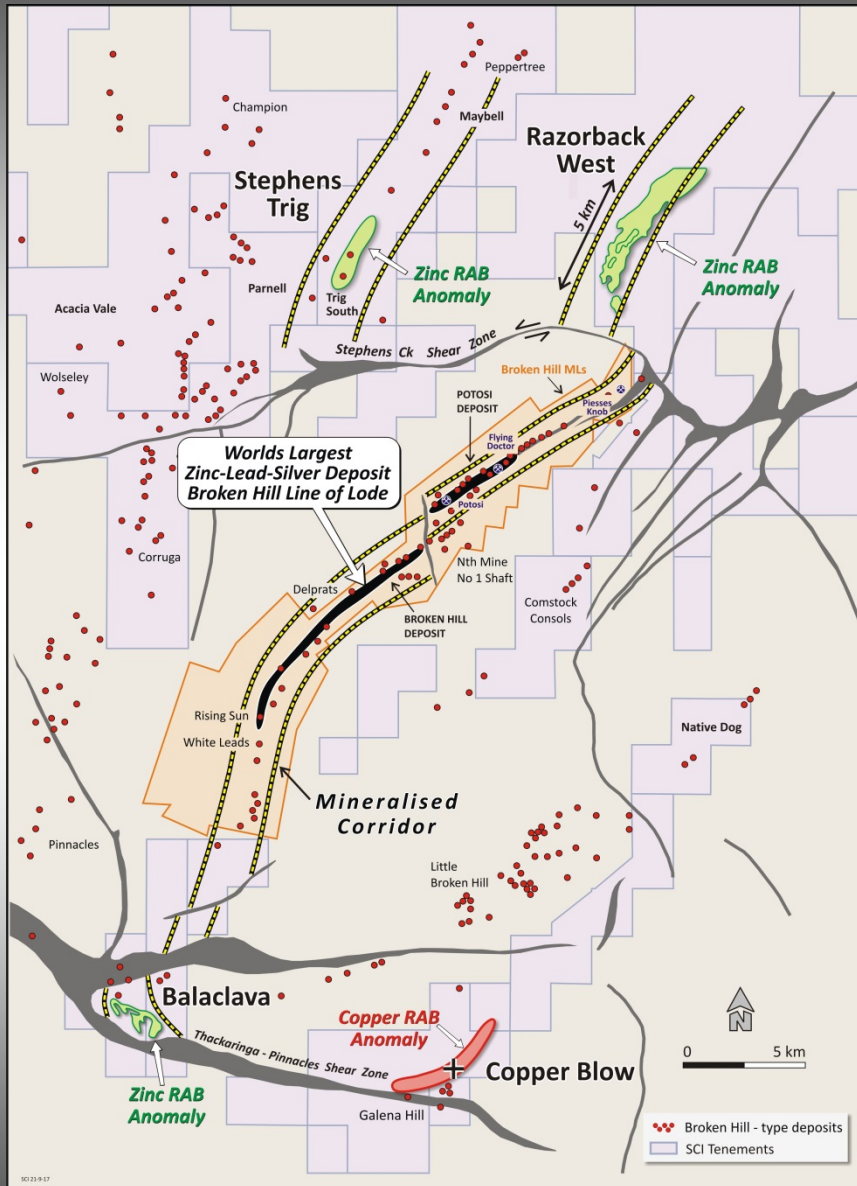 Peppertree
Champion
Maybell
Razorback
West
Stephens
Trig
5 km
Zinc RAB
Anomaly
Zinc RAB
Anomaly
Parnell
Trig
South
Acacia Vale
Stephens Ck Shear Zone
Wolseley
Broken Hill MLs
POTOSI
DEPOSIT
Piesses
Knob
Flying
Doctor
Worlds Largest
Zinc-Lead-Silver Deposit
Broken Hill Line of Lode
Potosi
Corruga
Nth Mine
No 1 Shaft
Delprats
Comstock
Consols
BROKEN HILL
DEPOSIT
Rising Sun
White Leads
Native Dog
Mineralised
Corridor
Pinnacles
Little
Broken Hill
Balaclava
Copper RAB
Anomaly
Thackaringa - Pinnacles Shear Zone
Copper Blow
N
0 5 km
Zinc RAB
Anomaly
Galena Hill
Broken Hill - type deposits
SCI Tenements
SCI 21-9-17